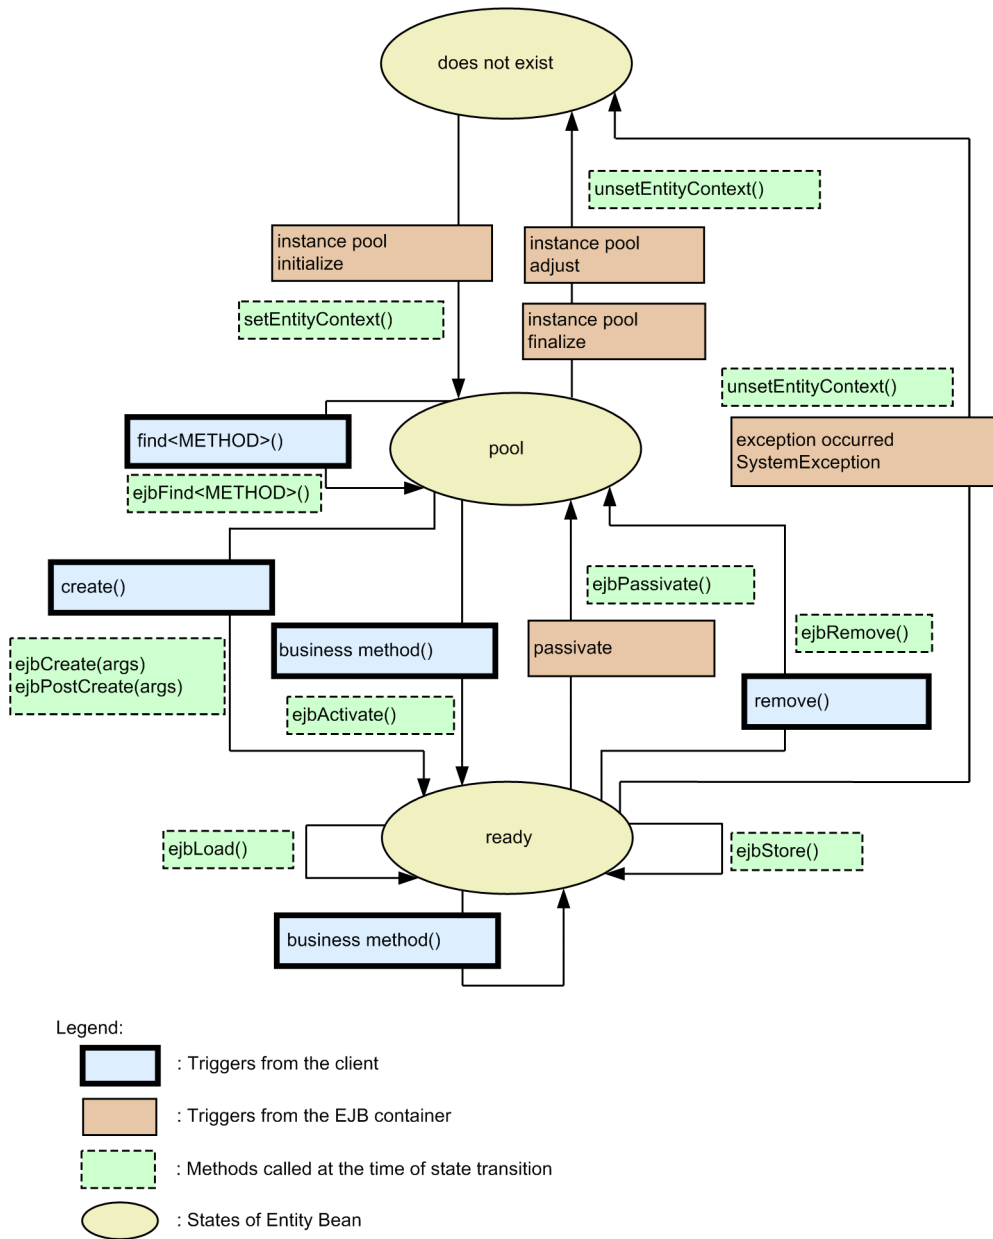 does not exist
unsetEntityContext()
instance pool
initialize
instance pool
adjust
setEntityContext()
instance pool
finalize
unsetEntityContext()
find<METHOD>()
pool
exception occurred
SystemException
ejbFind<METHOD>()
create()
ejbPassivate()
business method()
passivate
ejbRemove()
ejbCreate(args)
ejbPostCreate(args)
ejbActivate()
remove()
ejbLoad()
ready
ejbStore()
business method()
Legend:
: Triggers from the client
: Triggers from the EJB container
: Methods called at the time of state transition
: States of Entity Bean